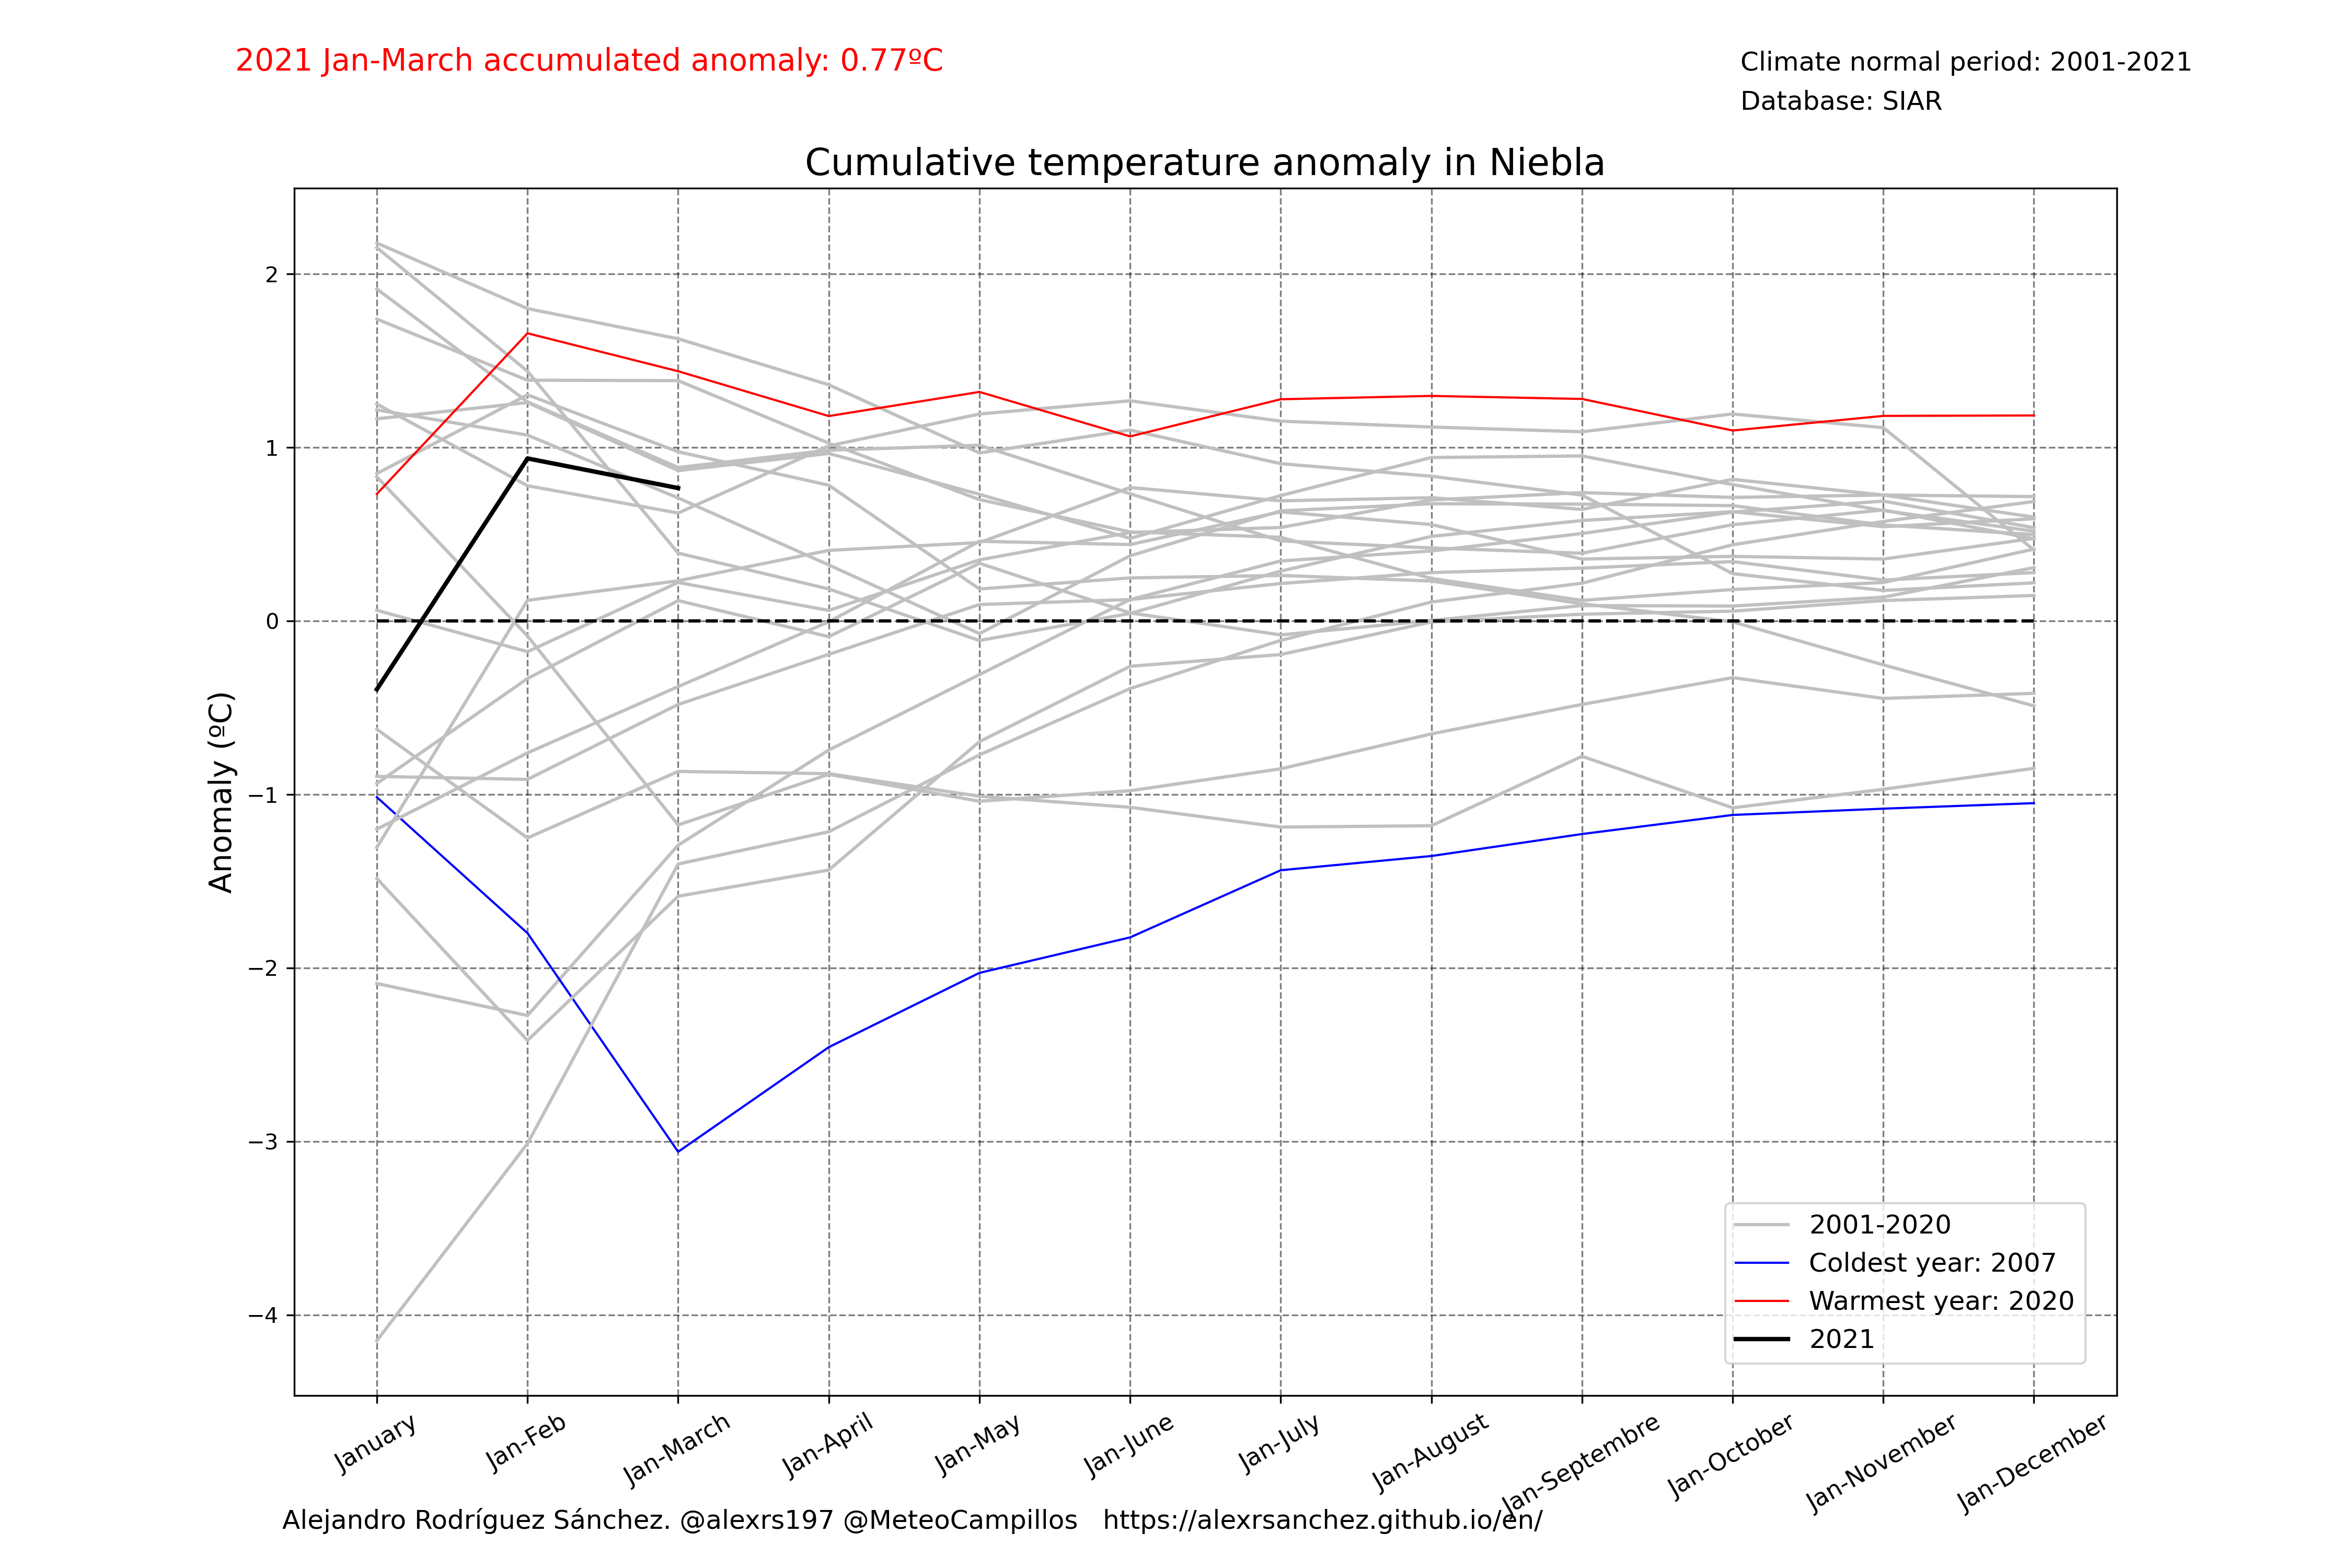 2021 Jan-March accumulated anomaly: 0.77ºC
Climate normal period: 2001-2021
Database: SIAR
Cumulative temperature anomaly in Niebla
Anomaly (ºC)
2
1
0
−1
−2
−3
−4
2001-2020
Coldest year: 2007
Warmest year: 2020
2021
January
Jan-Feb
Jan-March
Jan-April
Jan-May
Jan-June
Jan-July
Jan-August
Jan-Septembre
Jan-October
Jan-November
Jan-December
Alejandro Rodríguez Sánchez. @alexrs197 @MeteoCampillos https://alexrsanchez.github.io/en/